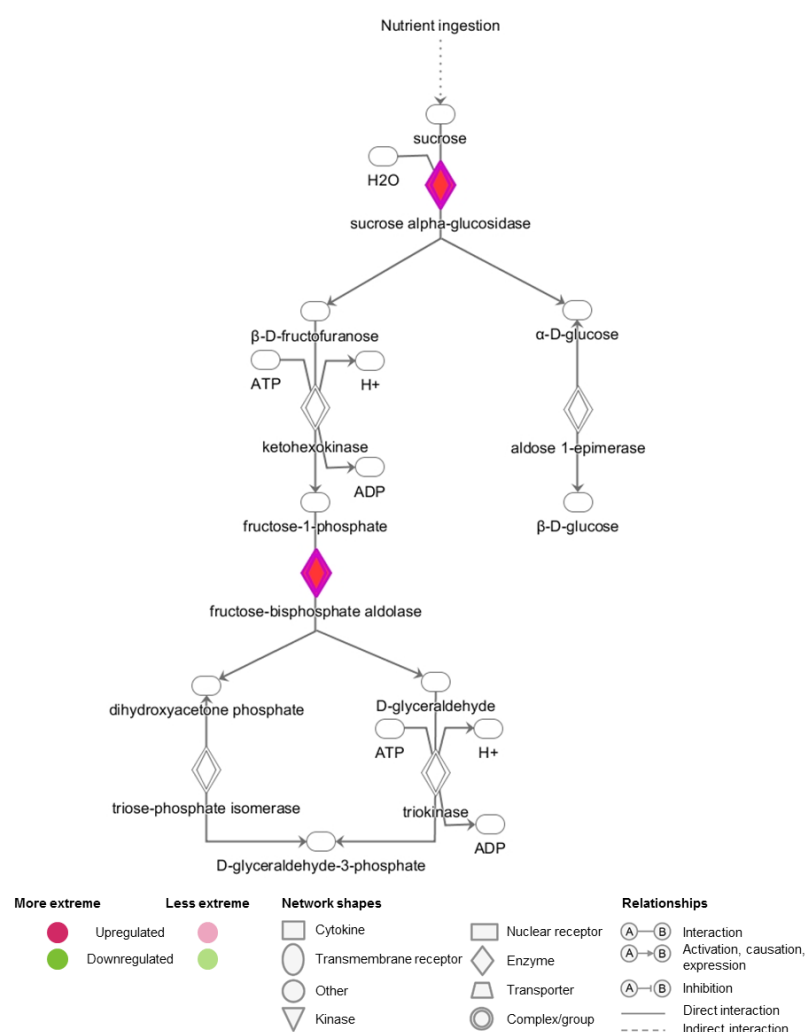 Nutrient ingestion
sucrose
H2O
sucrose alpha-glucosidase
β-D-fructofuranose
α-D-glucose
ATP
H+
ketohexokinase
aldose 1-epimerase
ADP
fructose-1-phosphate
β-D-glucose
fructose-bisphosphate aldolase
dihydroxyacetone phosphate
D-glyceraldehyde
ATP
H+
triose-phosphate isomerase
triokinase
ADP
D-glyceraldehyde-3-phosphate
More extreme
Less extreme
Upregulated
Downregulated
Network shapes
Cytokine
Transmembrane receptor
Other
Kinase
Nuclear receptor
Enzyme
Transporter
Complex/group
Relationships
A B Interaction
A B Activation, causation,
expression
A B Inhibition
Direct interaction
Indirect interaction